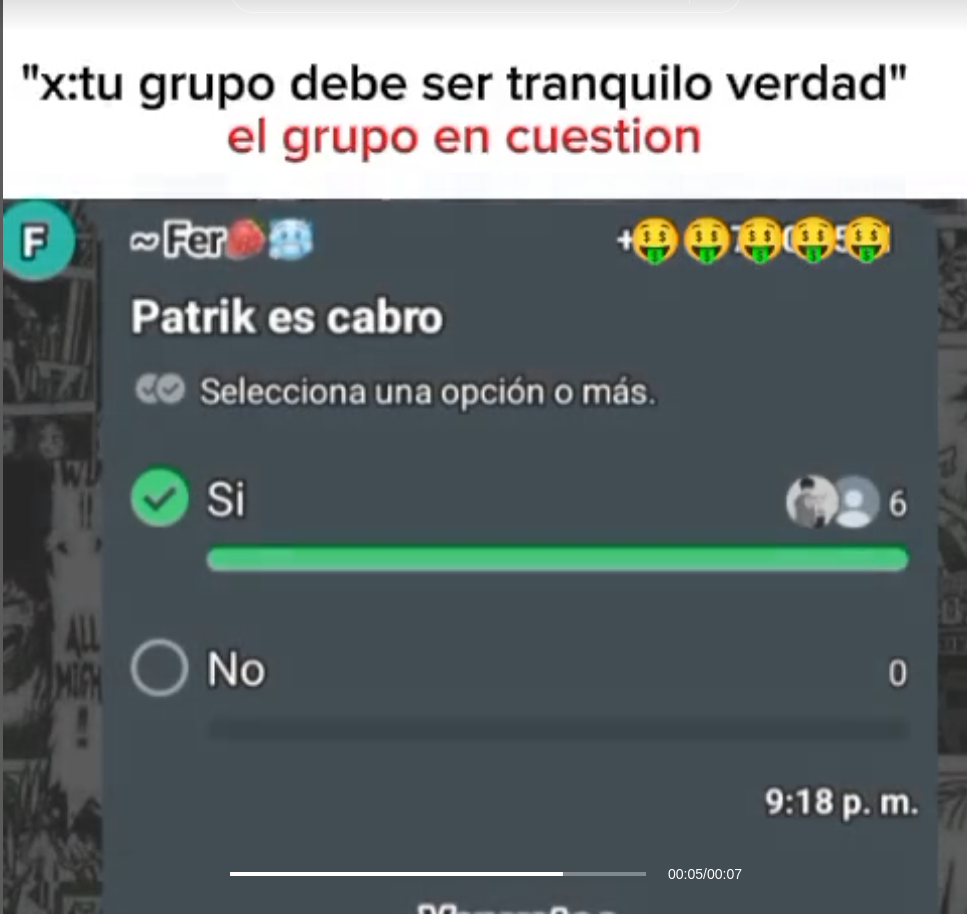 "x:tu grupo debe ser tranquilo verdad"
el grupo en cuestion
F
~ Fer🍓🥶
Patrik es cabro
Selecciona una opción o más.
Si
6
No
0
9:18 p. m.
00:05/00:07